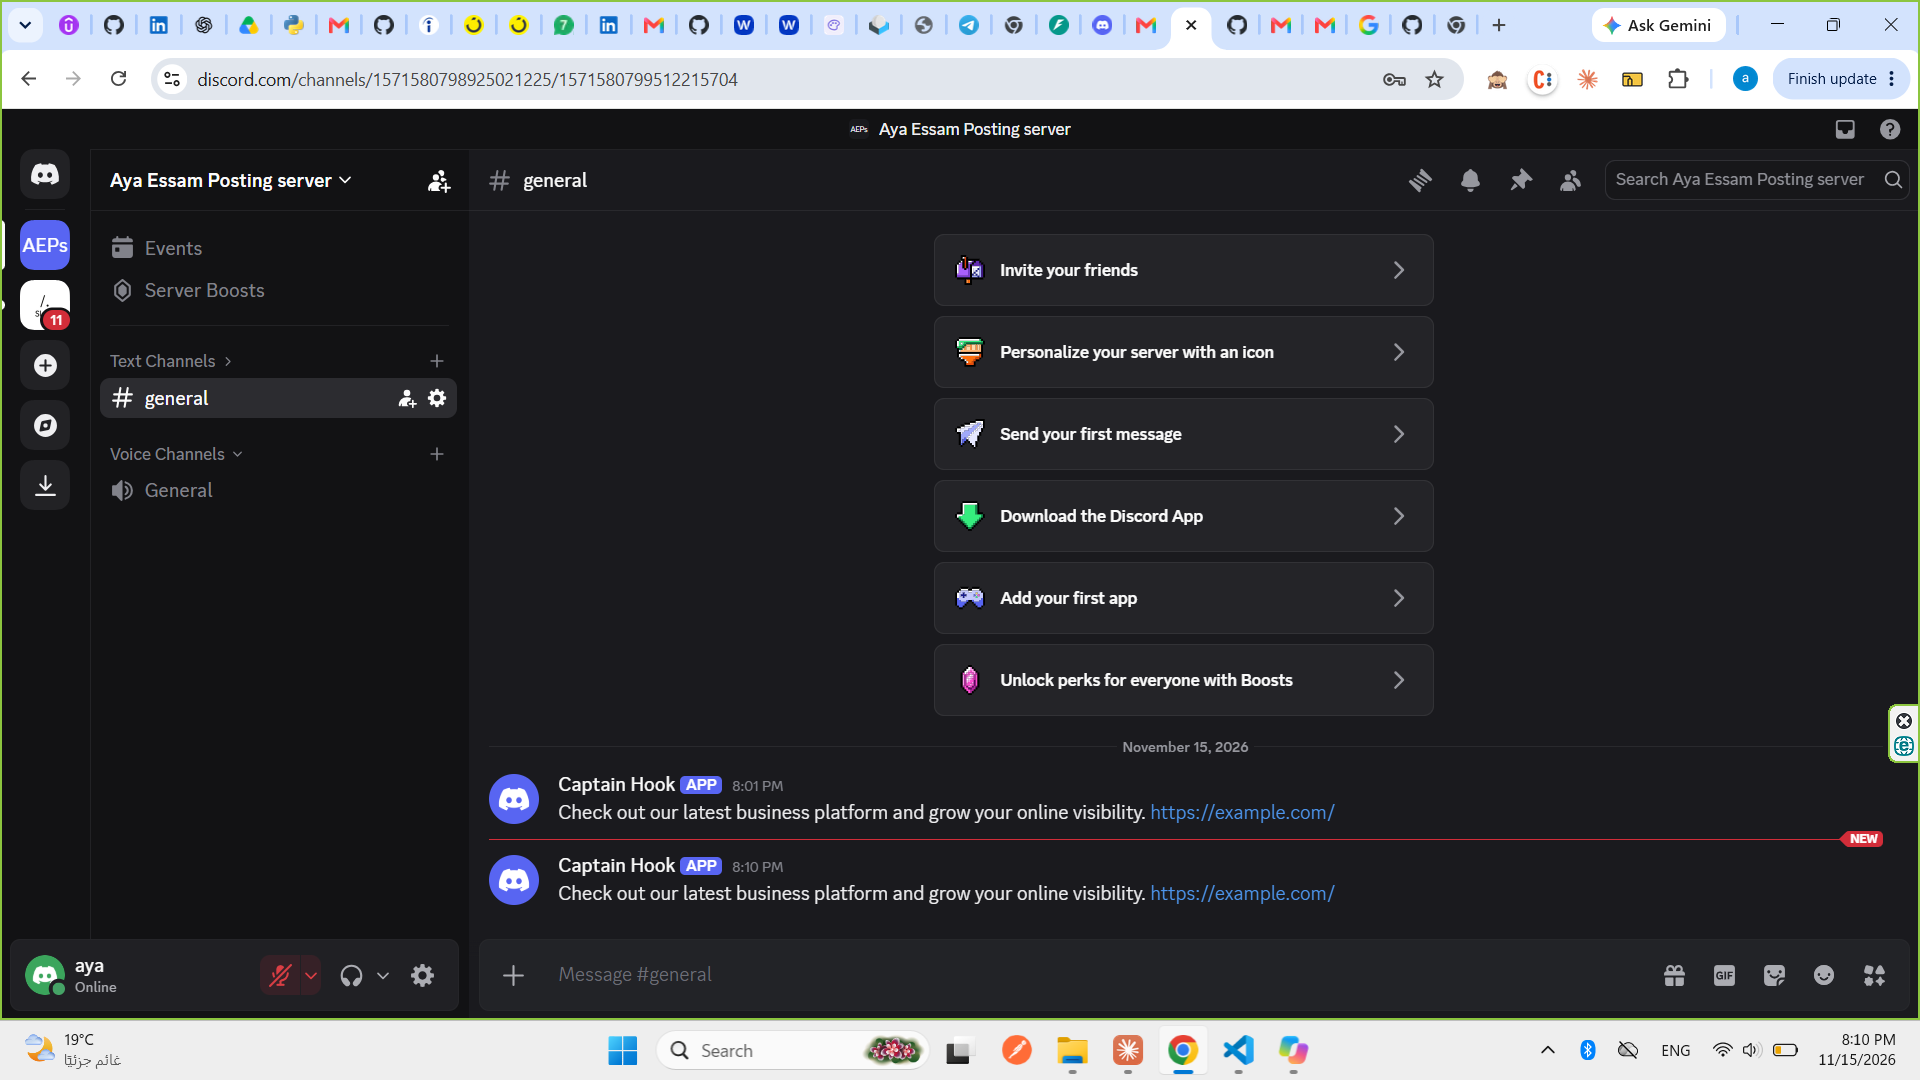 Ask Gemini
discord.com/channels/1571580798925021225/1571580799512215704
a
Finish update
AEPs Aya Essam Posting server
Aya Essam Posting server
general
Search Aya Essam Posting server
AEPs
11
Events
Server Boosts
Text Channels
general
Voice Channels
General
Invite your friends
Personalize your server with an icon
Send your first message
Download the Discord App
Add your first app
Unlock perks for everyone with Boosts
November 15, 2026
Captain Hook APP 8:01 PM
Check out our latest business platform and grow your online visibility. https://example.com/
NEW
Captain Hook APP 8:10 PM
Check out our latest business platform and grow your online visibility. https://example.com/
aya
Online
Message #general
GIF
19°C
غائم جزئيًا
Search
ENG
8:10 PM
11/15/2026